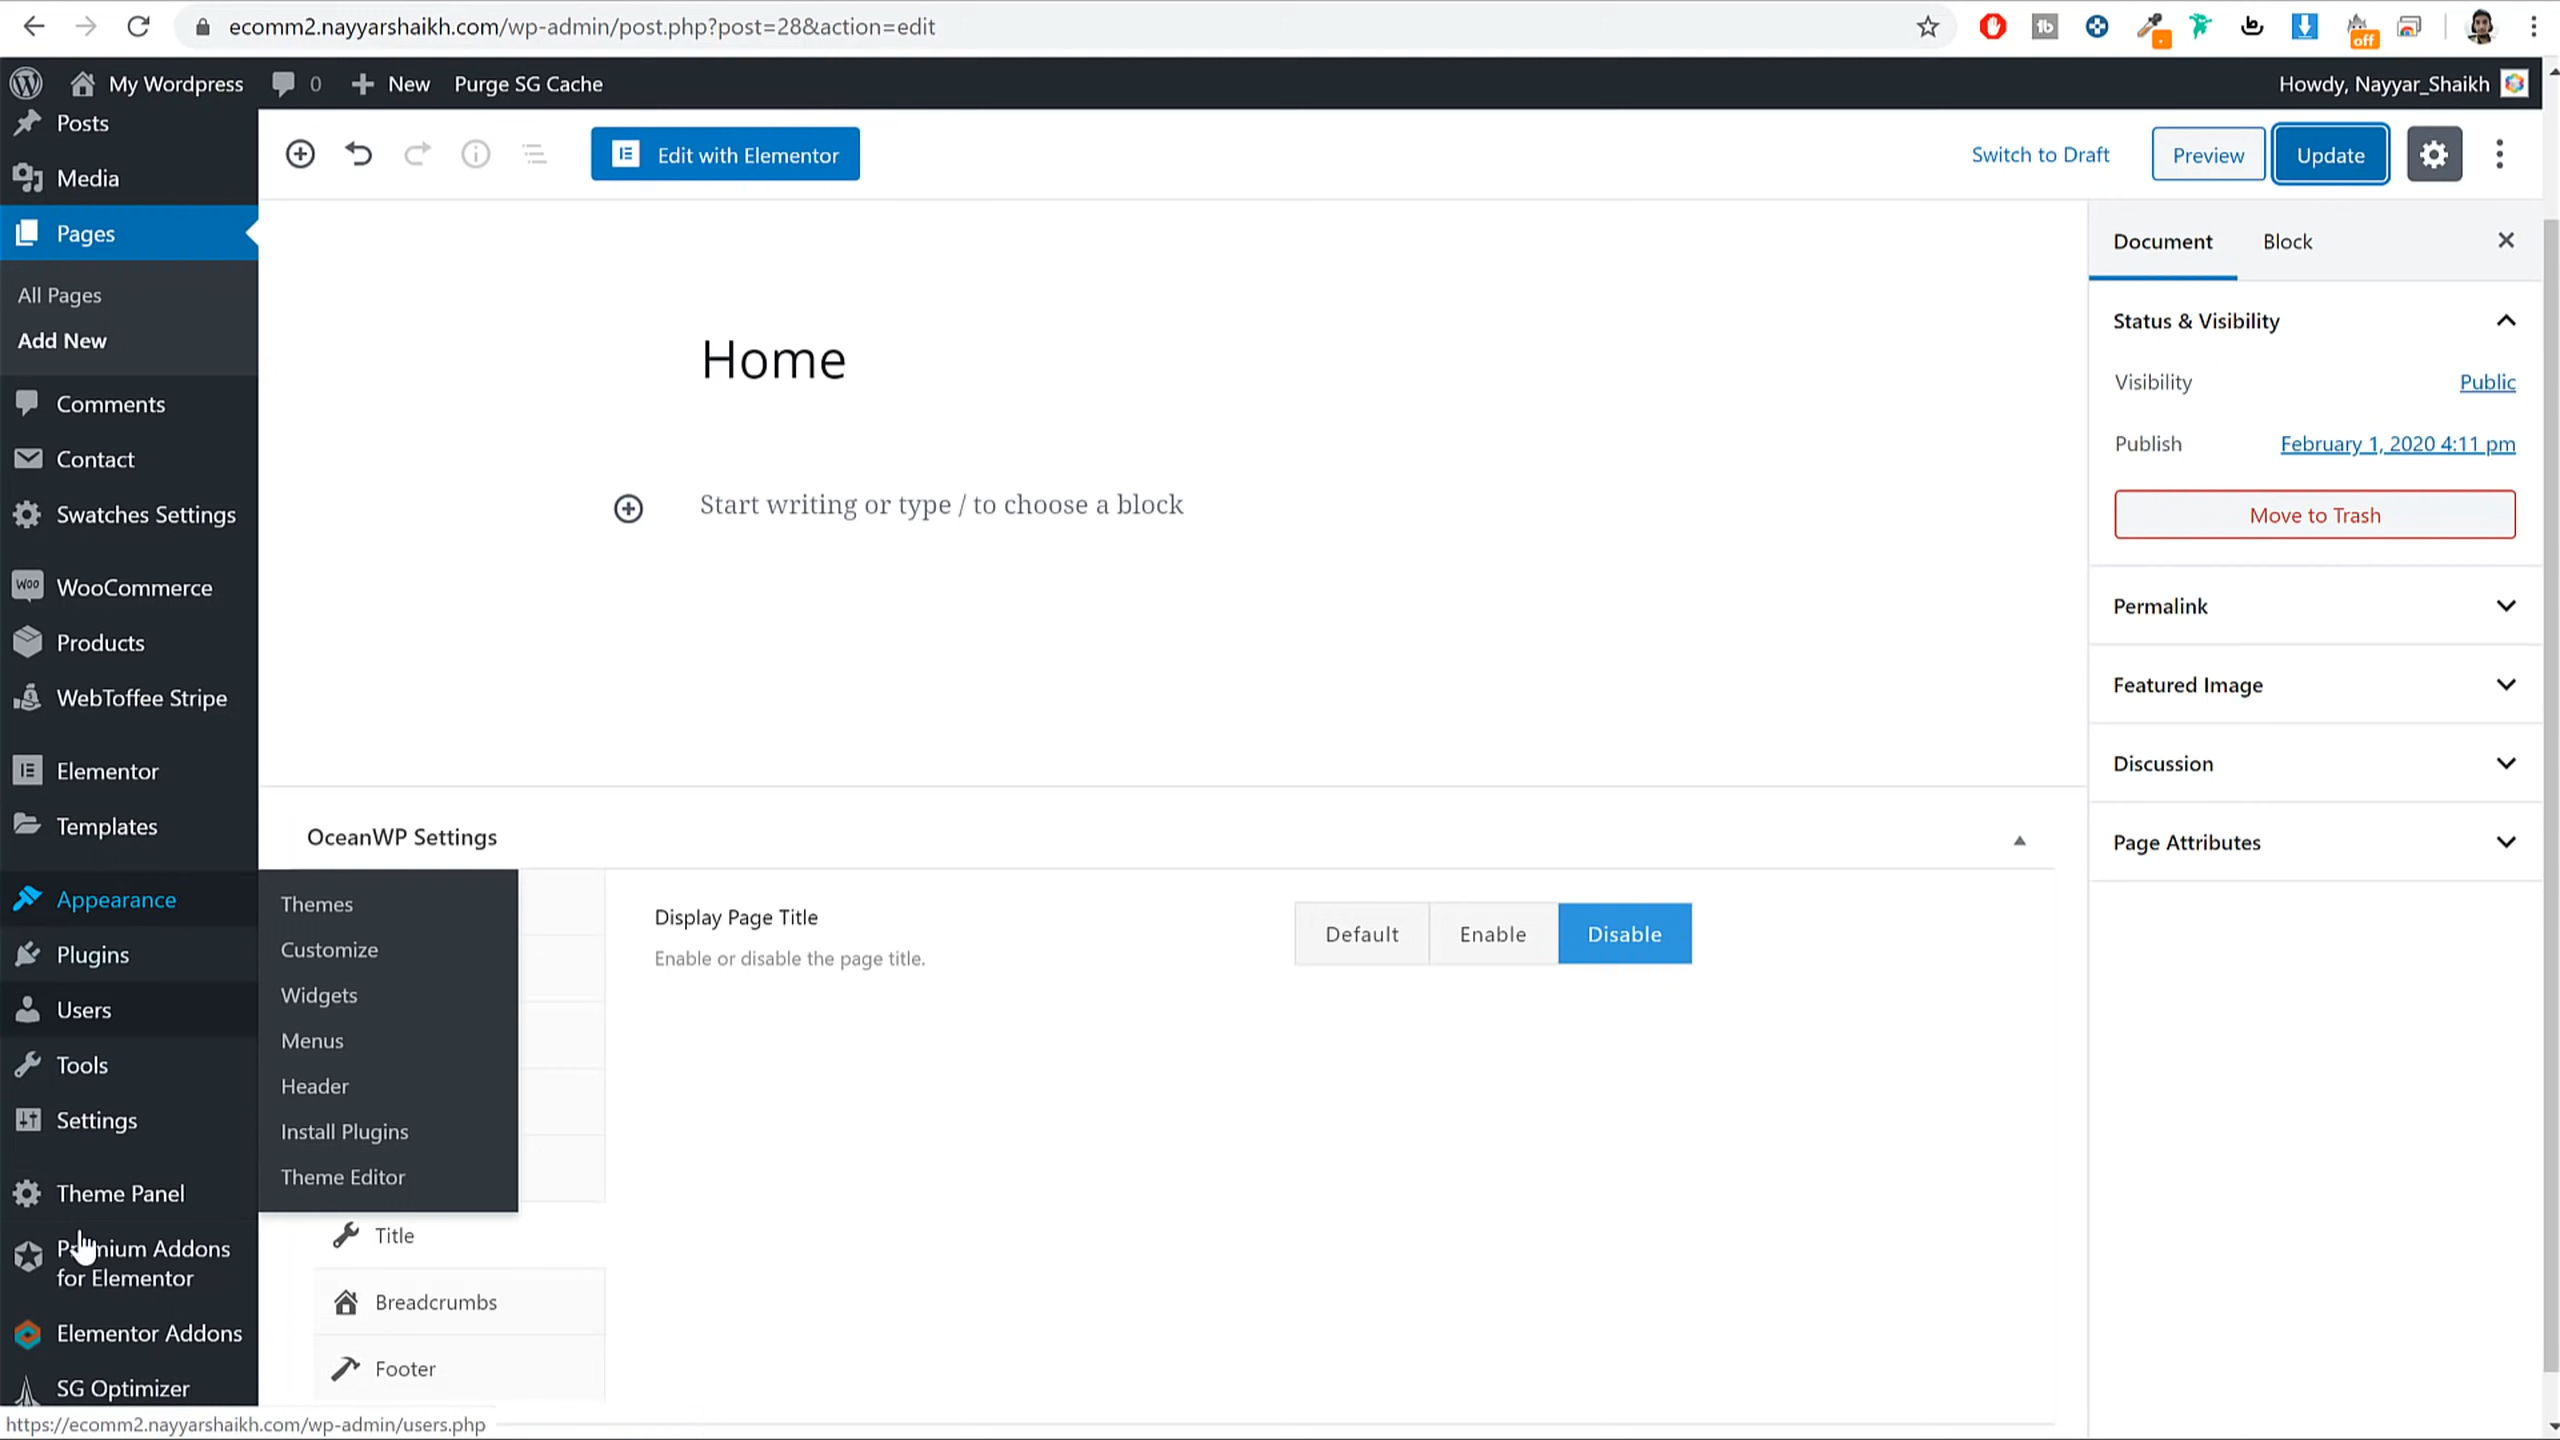 ecomm2.nayyarshaikh.com/wp-admin/post.php?post=28&action=edit
off
My Wordpress
0
New
Purge SG Cache
Howdy, Nayyar_Shaikh
Posts
Media
Pages
All Pages
Add New
Comments
Contact
Swatches Settings
Woo
WooCommerce
Products
WebToffee Stripe
Elementor
Templates
Appearance
Plugins
Users
Tools
Settings
Theme Panel
Premium Addons
for Elementor
Elementor Addons
SG Optimizer
Themes
Customize
Widgets
Menus
Header
Install Plugins
Theme Editor
Edit with Elementor
Switch to Draft
Preview
Update
Home
Start writing or type / to choose a block
OceanWP Settings
Title
Breadcrumbs
Footer
Display Page Title
Enable or disable the page title.
Default
Enable
Disable
Document
Block
Status & Visibility
Visibility
Public
Publish
February 1, 2020 4:11 pm
Move to Trash
Permalink
Featured Image
Discussion
Page Attributes
https://ecomm2.nayyarshaikh.com/wp-admin/users.php